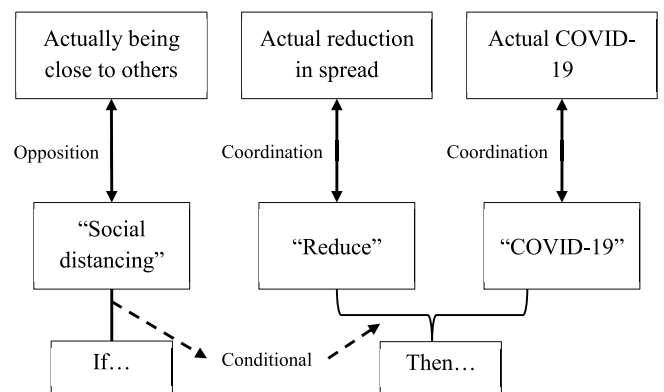 Actually being
close to others
Actual reduction
in spread
Actual COVID-
19
Opposition
Coordination
Coordination
“Social
distancing”
“Reduce”
“COVID-19”
If…
Conditional
Then…